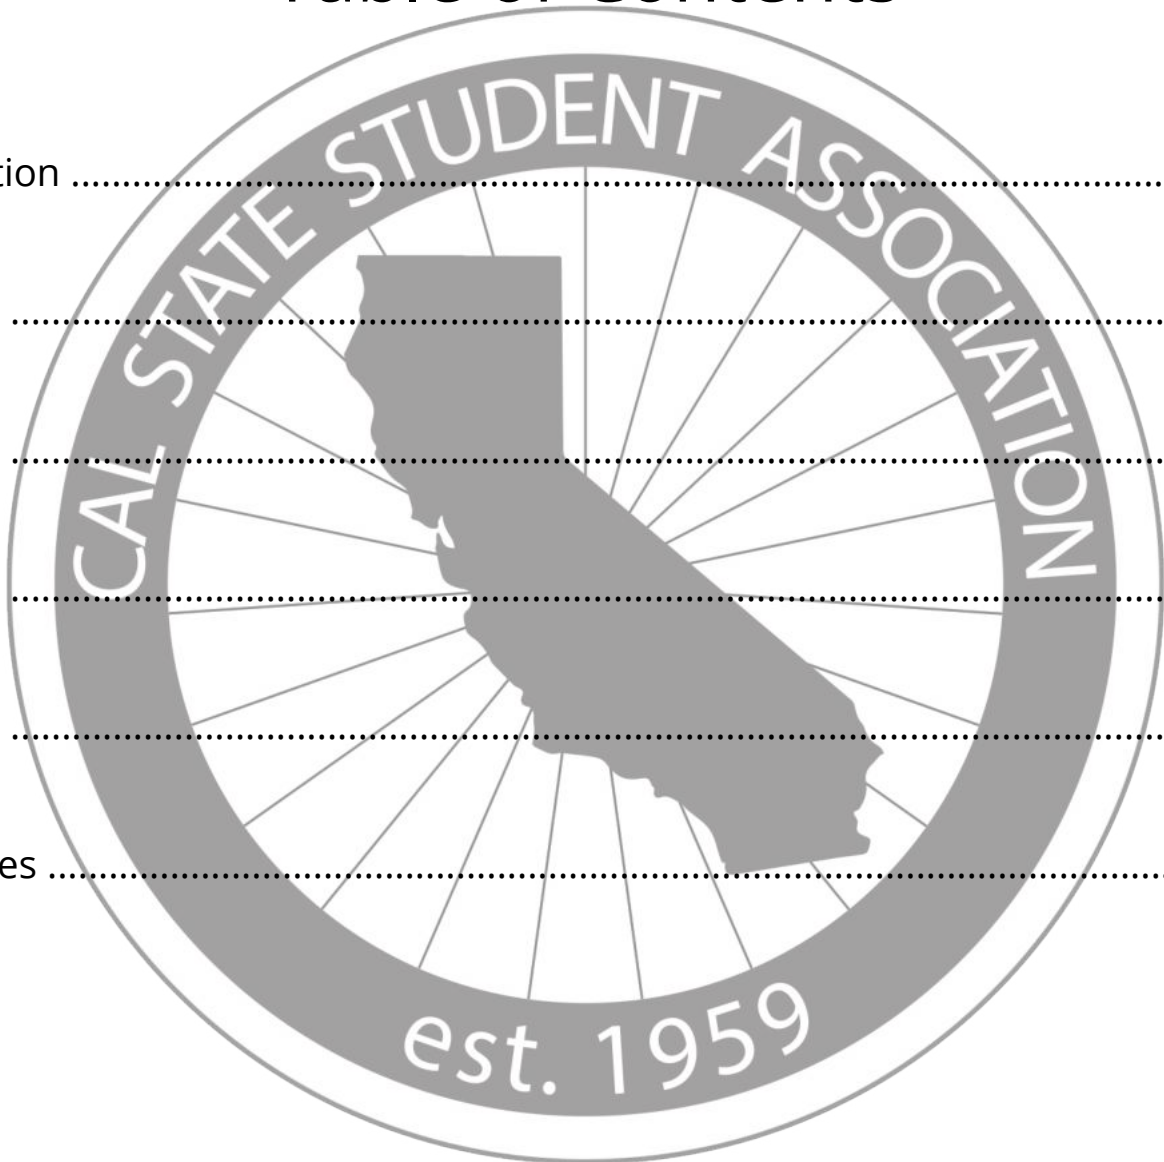 Table of Contents
CAL STATE STUDENT ASSOCIATION
tion ........................................................................................................
........................................................................................................
........................................................................................................
........................................................................................................
........................................................................................................
es ........................................................................................................
est. 1959